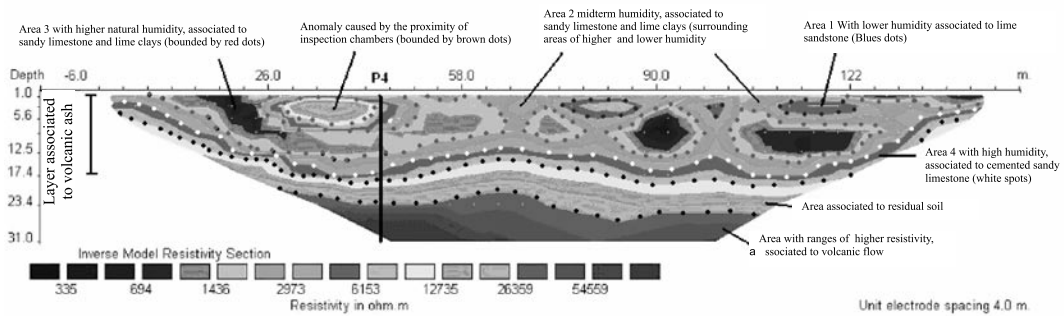 Area 3 with higher natural humidity, associated to
sandy limestone and lime clays (bounded by red dots)
Anomaly caused by the proximity of
inspection chambers (bounded by brown dots)
Area 2 midterm humidity, associated to
sandy limestone and lime clays (surrounding
areas of higher and lower humidity
Area 1 With lower humidity associated to lime
sandstone (Blues dots)
Depth -6.0 26.0 P4 58.0 90.0 122 m.
1.0
5.6
12.5
17.4
23.4
31.0
Layer associated
to volcanic ash
Area 4 with high humidity,
associated to cemented sandy
limestone (white spots)
Area associated to residual soil
Area with ranges of higher resistivity,
a ssociated to volcanic flow
Inverse Model Resistivity Section
335 694 1436 2973 6153 12735 26359 54559
Resistivity in ohm.m
Unit electrode spacing 4.0 m.